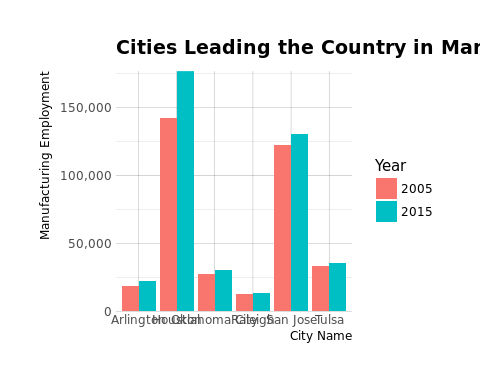 Cities Leading the Country in
Manufacturing Employment
150,000
100,000
50,000
0
Arlington Houston Oklahoma City Raleigh San Jose Tulsa
City Name
Year
2005
2015